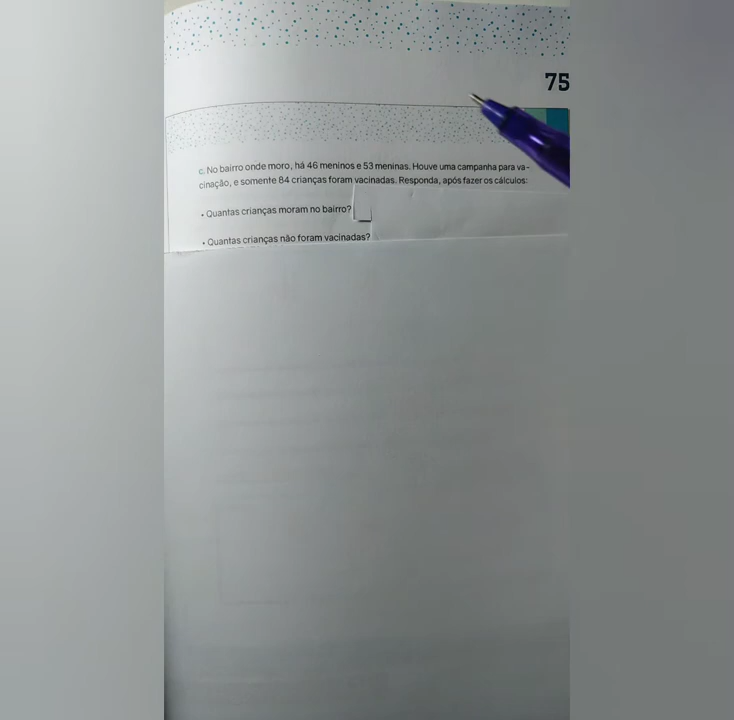 75
c. No bairro onde moro, há 46 meninos e 53 meninas. Houve uma campanha para va-
cinação, e somente 84 crianças foram vacinadas. Responda, após fazer os cálculos:
• Quantas crianças moram no bairro?
• Quantas crianças não foram vacinadas?